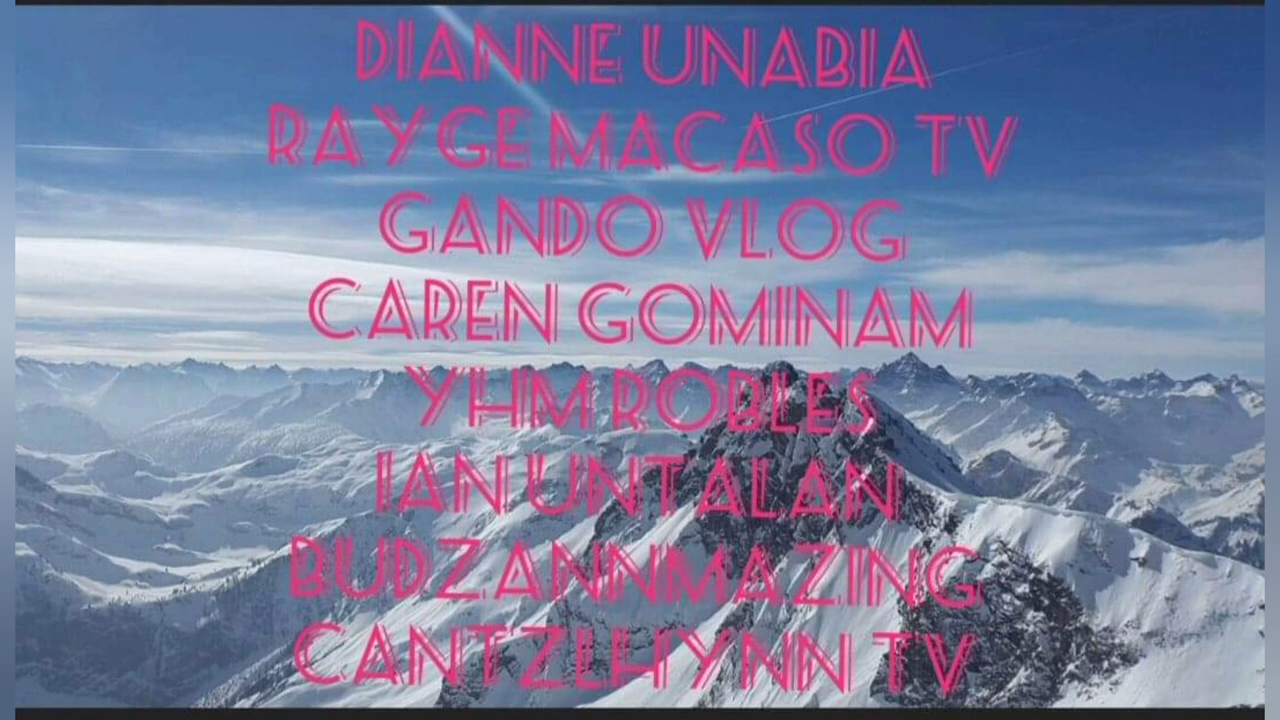 DIANNE UNABIA
RAYGE MACASO TV
GANDO VLOG
CAREN GOMINAM
YHM ROBLES
IAN UNTALAN
BUDZANNMAZING
CANTZLHYNN TV